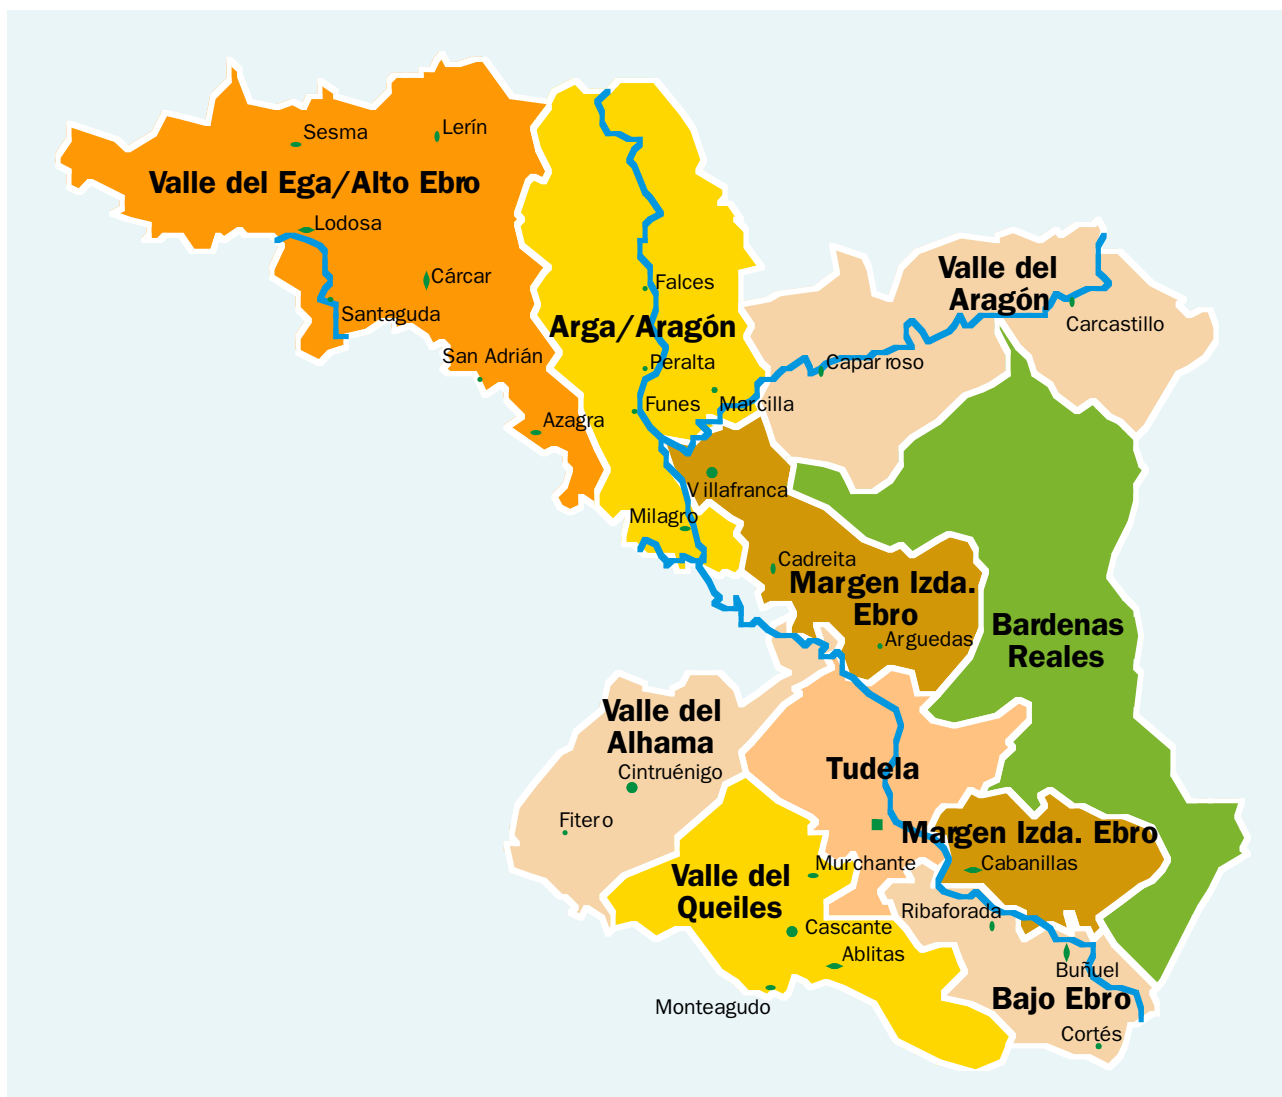 Lerín
Sesma
Valle del Ega/Alto Ebro
Lodosa
Valle del
Aragón
Cárcar
Falces
Santaguda
Carcastillo
Arga/Aragón
San Adrián
Peralta
Caparroso
Funes
Marcilla
Azagra
Villafranca
Milagro
Cadreita
Margen Izda.
Ebro
Bardenas
Reales
Arguedas
Valle del
Alhama
Cintruénigo
Tudela
Fitero
Margen Izda. Ebro
Murchante
Cabanillas
Valle del
Queiles
Ribaforada
Cascante
Ablitas
Buñuel
Bajo Ebro
Monteagudo
Cortés